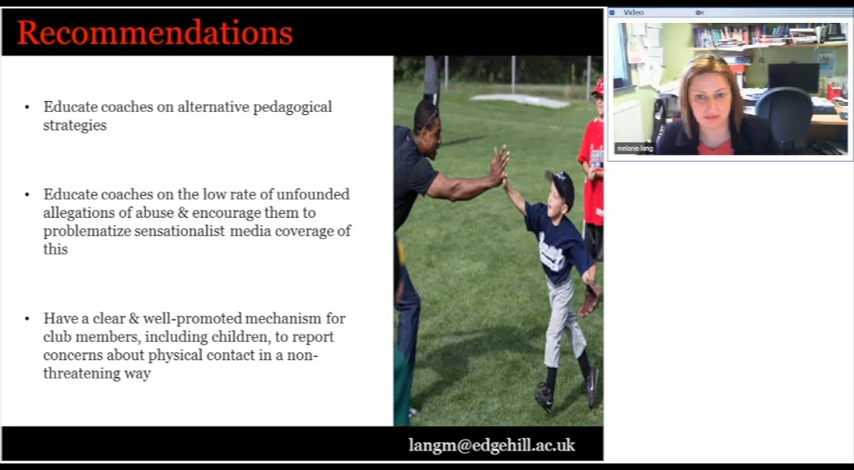 Recommendations
• Educate coaches on alternative pedagogical
strategies
• Educate coaches on the low rate of unfounded
allegations of abuse & encourage them to
problematize sensationalist media coverage of
this
• Have a clear & well-promoted mechanism for
club members, including children, to report
concerns about physical contact in a non-
threatening way
langm@edgehill.ac.uk
Video
melanie lang